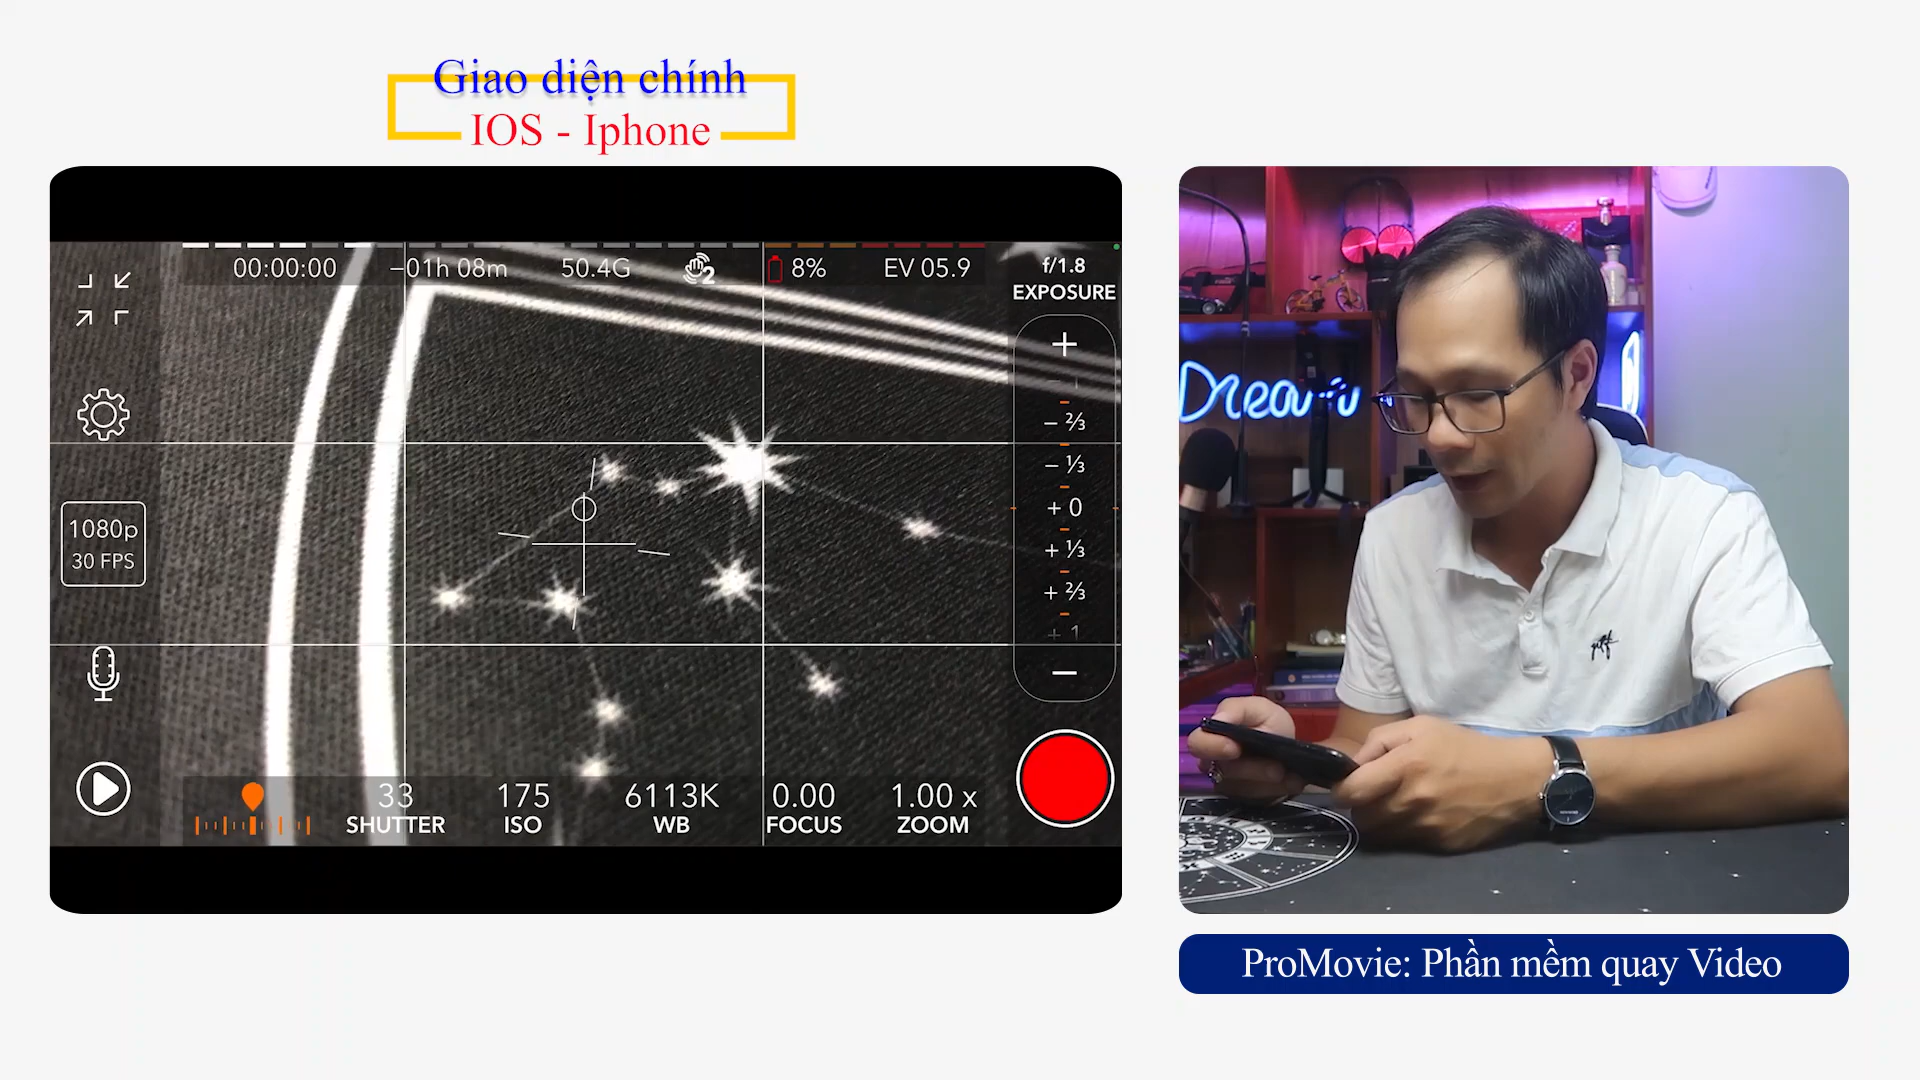 Giao diện chính
IOS - Iphone
00:00:00
−01h 08m
50.4G
2
8%
EV 05.9
f/1.8
EXPOSURE
+
− ⅔
− ⅓
+ 0
+ ⅓
+ ⅔
+ 1
−
1080p
30 FPS
33
SHUTTER
175
ISO
6113K
WB
0.00
FOCUS
1.00 x
ZOOM
ProMovie: Phần mềm quay Video